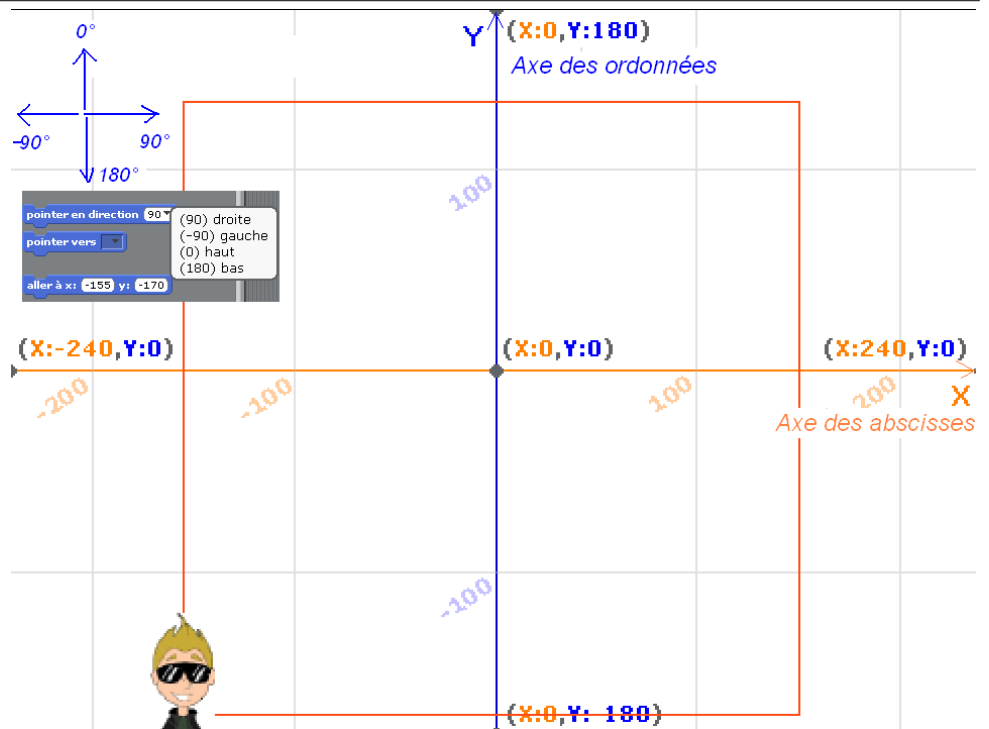 0°
Y (X:0,Y:180)
Axe des ordonnées
-90° 90°
180°
100
pointer en direction 90
(90) droite
(-90) gauche
(0) haut
(180) bas
pointer vers
aller à x: -155 y: -170
(X:-240,Y:0) (X:0,Y:0) (X:240,Y:0)
-200 -100 100 200 X
Axe des abscisses
-100
(X:0,Y:-180)